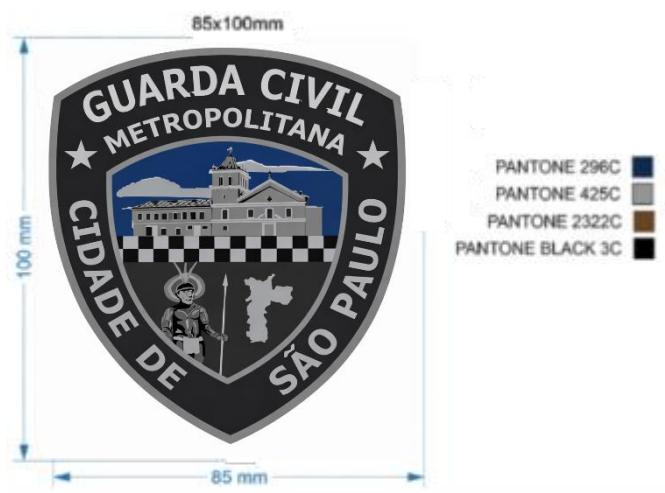 85x100mm
GUARDA CIVIL
METROPOLITANA
CIDADE DE
SÃO PAULO
100 mm
85 mm
PANTONE 296C
PANTONE 425C
PANTONE 2322C
PANTONE BLACK 3C